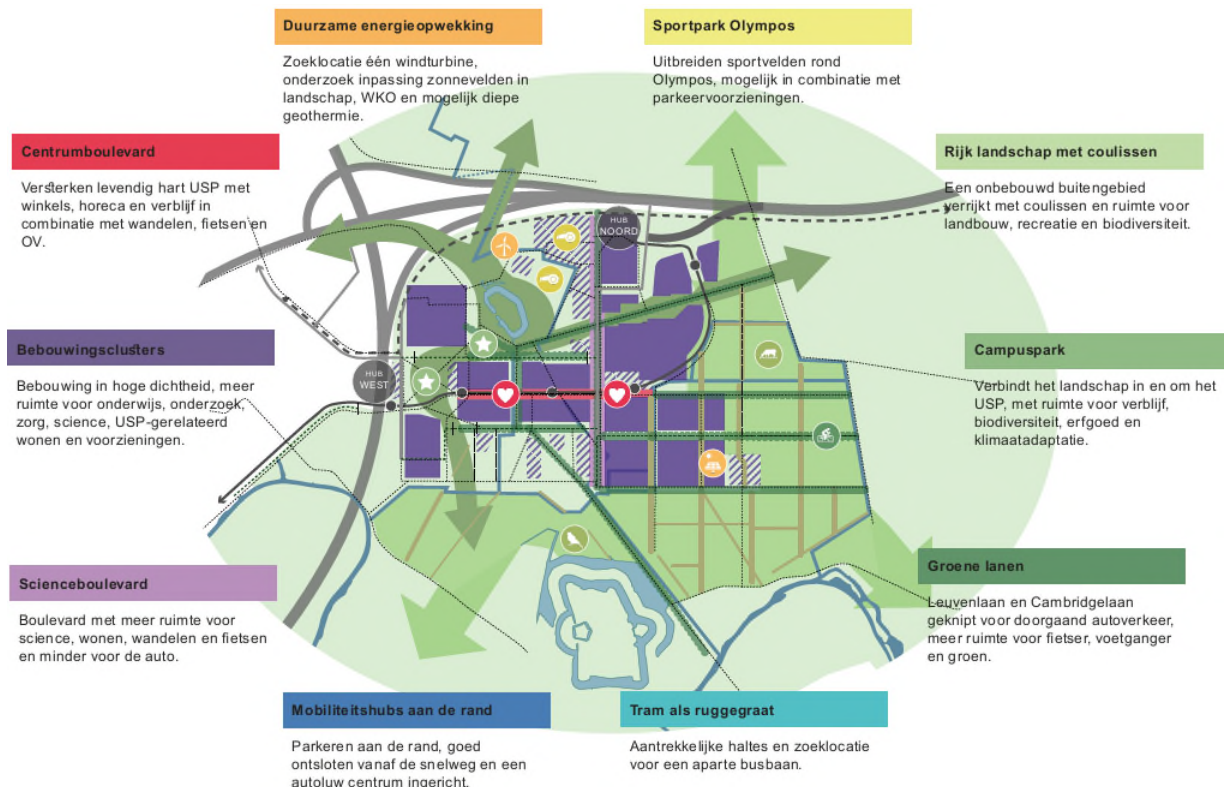 Duurzame energieopwekking
Zoeklocatie één windturbine,
onderzoek inpassing zonnevelden in
landschap, WKO en mogelijk diepe
geothermie.
Sportpark Olympos
Uitbreiden sportvelden rond
Olympos, mogelijk in combinatie met
parkeervoorzieningen.
Centrumboulevard
Versterken levendig hart USP met
winkels, horeca en verblijf in
combinatie met wandelen, fietsen en
OV.
Rijk landschap met coulissen
Een onbebouwd buitengebied
verrijkt met coulissen en ruimte voor
landbouw, recreatie en biodiversiteit.
HUB
NOORD
Bebouwingsclusters
Bebouwing in hoge dichtheid, meer
ruimte voor onderwijs, onderzoek,
zorg, science, USP-gerelateerd
wonen en voorzieningen.
HUB
WEST
Campuspark
Verbindt het landschap in en om het
USP, met ruimte voor verblijf,
biodiversiteit, erfgoed en
klimaatadaptatie.
Scienceboulevard
Boulevard met meer ruimte voor
science, wonen, wandelen en fietsen
en minder voor de auto.
Groene lanen
Leuvenlaan en Cambridgelaan
geknipt voor doorgaand autoverkeer,
meer ruimte voor fietser, voetganger
en groen.
Mobiliteitshubs aan de rand
Parkeren aan de rand, goed
ontsloten vanaf de snelweg en een
autoluw centrum ingericht.
Tram als ruggegraat
Aantrekkelijke haltes en zoeklocatie
voor een aparte busbaan.